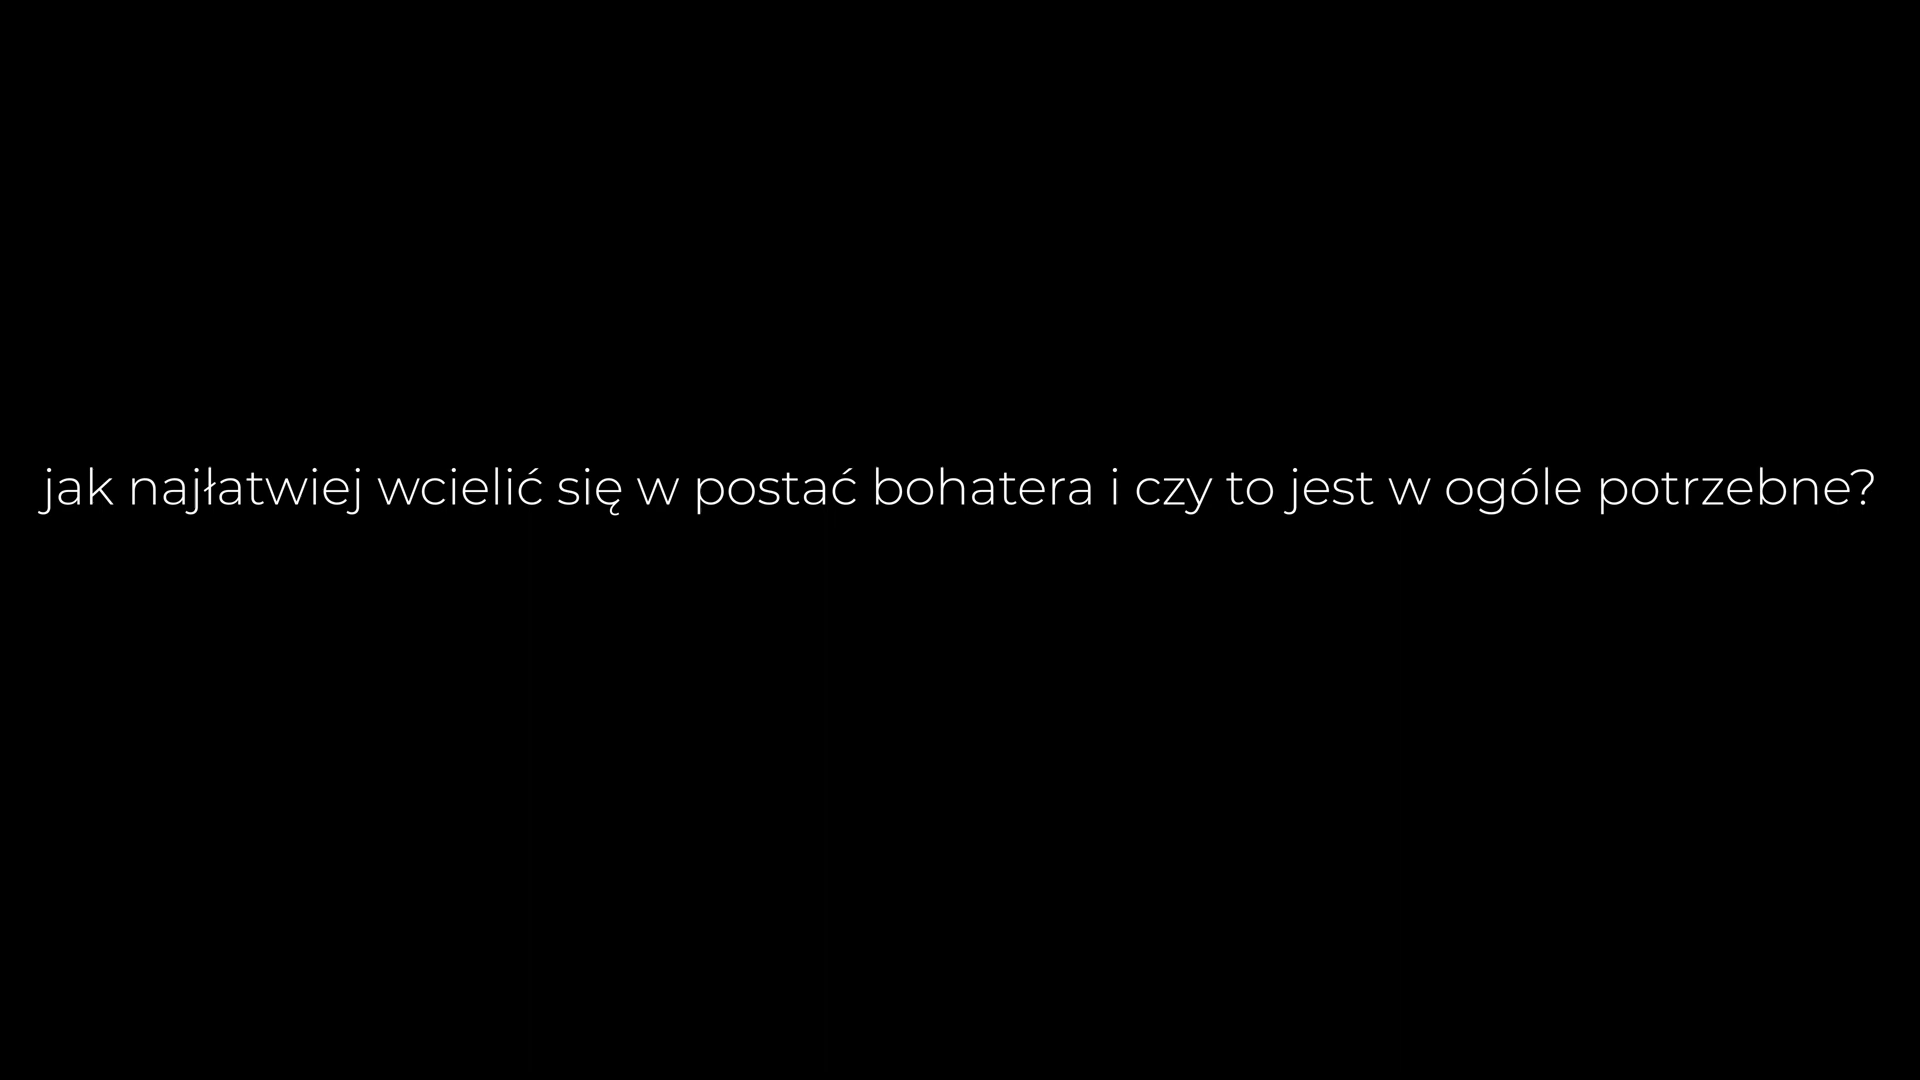 jak najłatwiej wcielić się w postać bohatera i czy to jest w ogóle potrzebne?